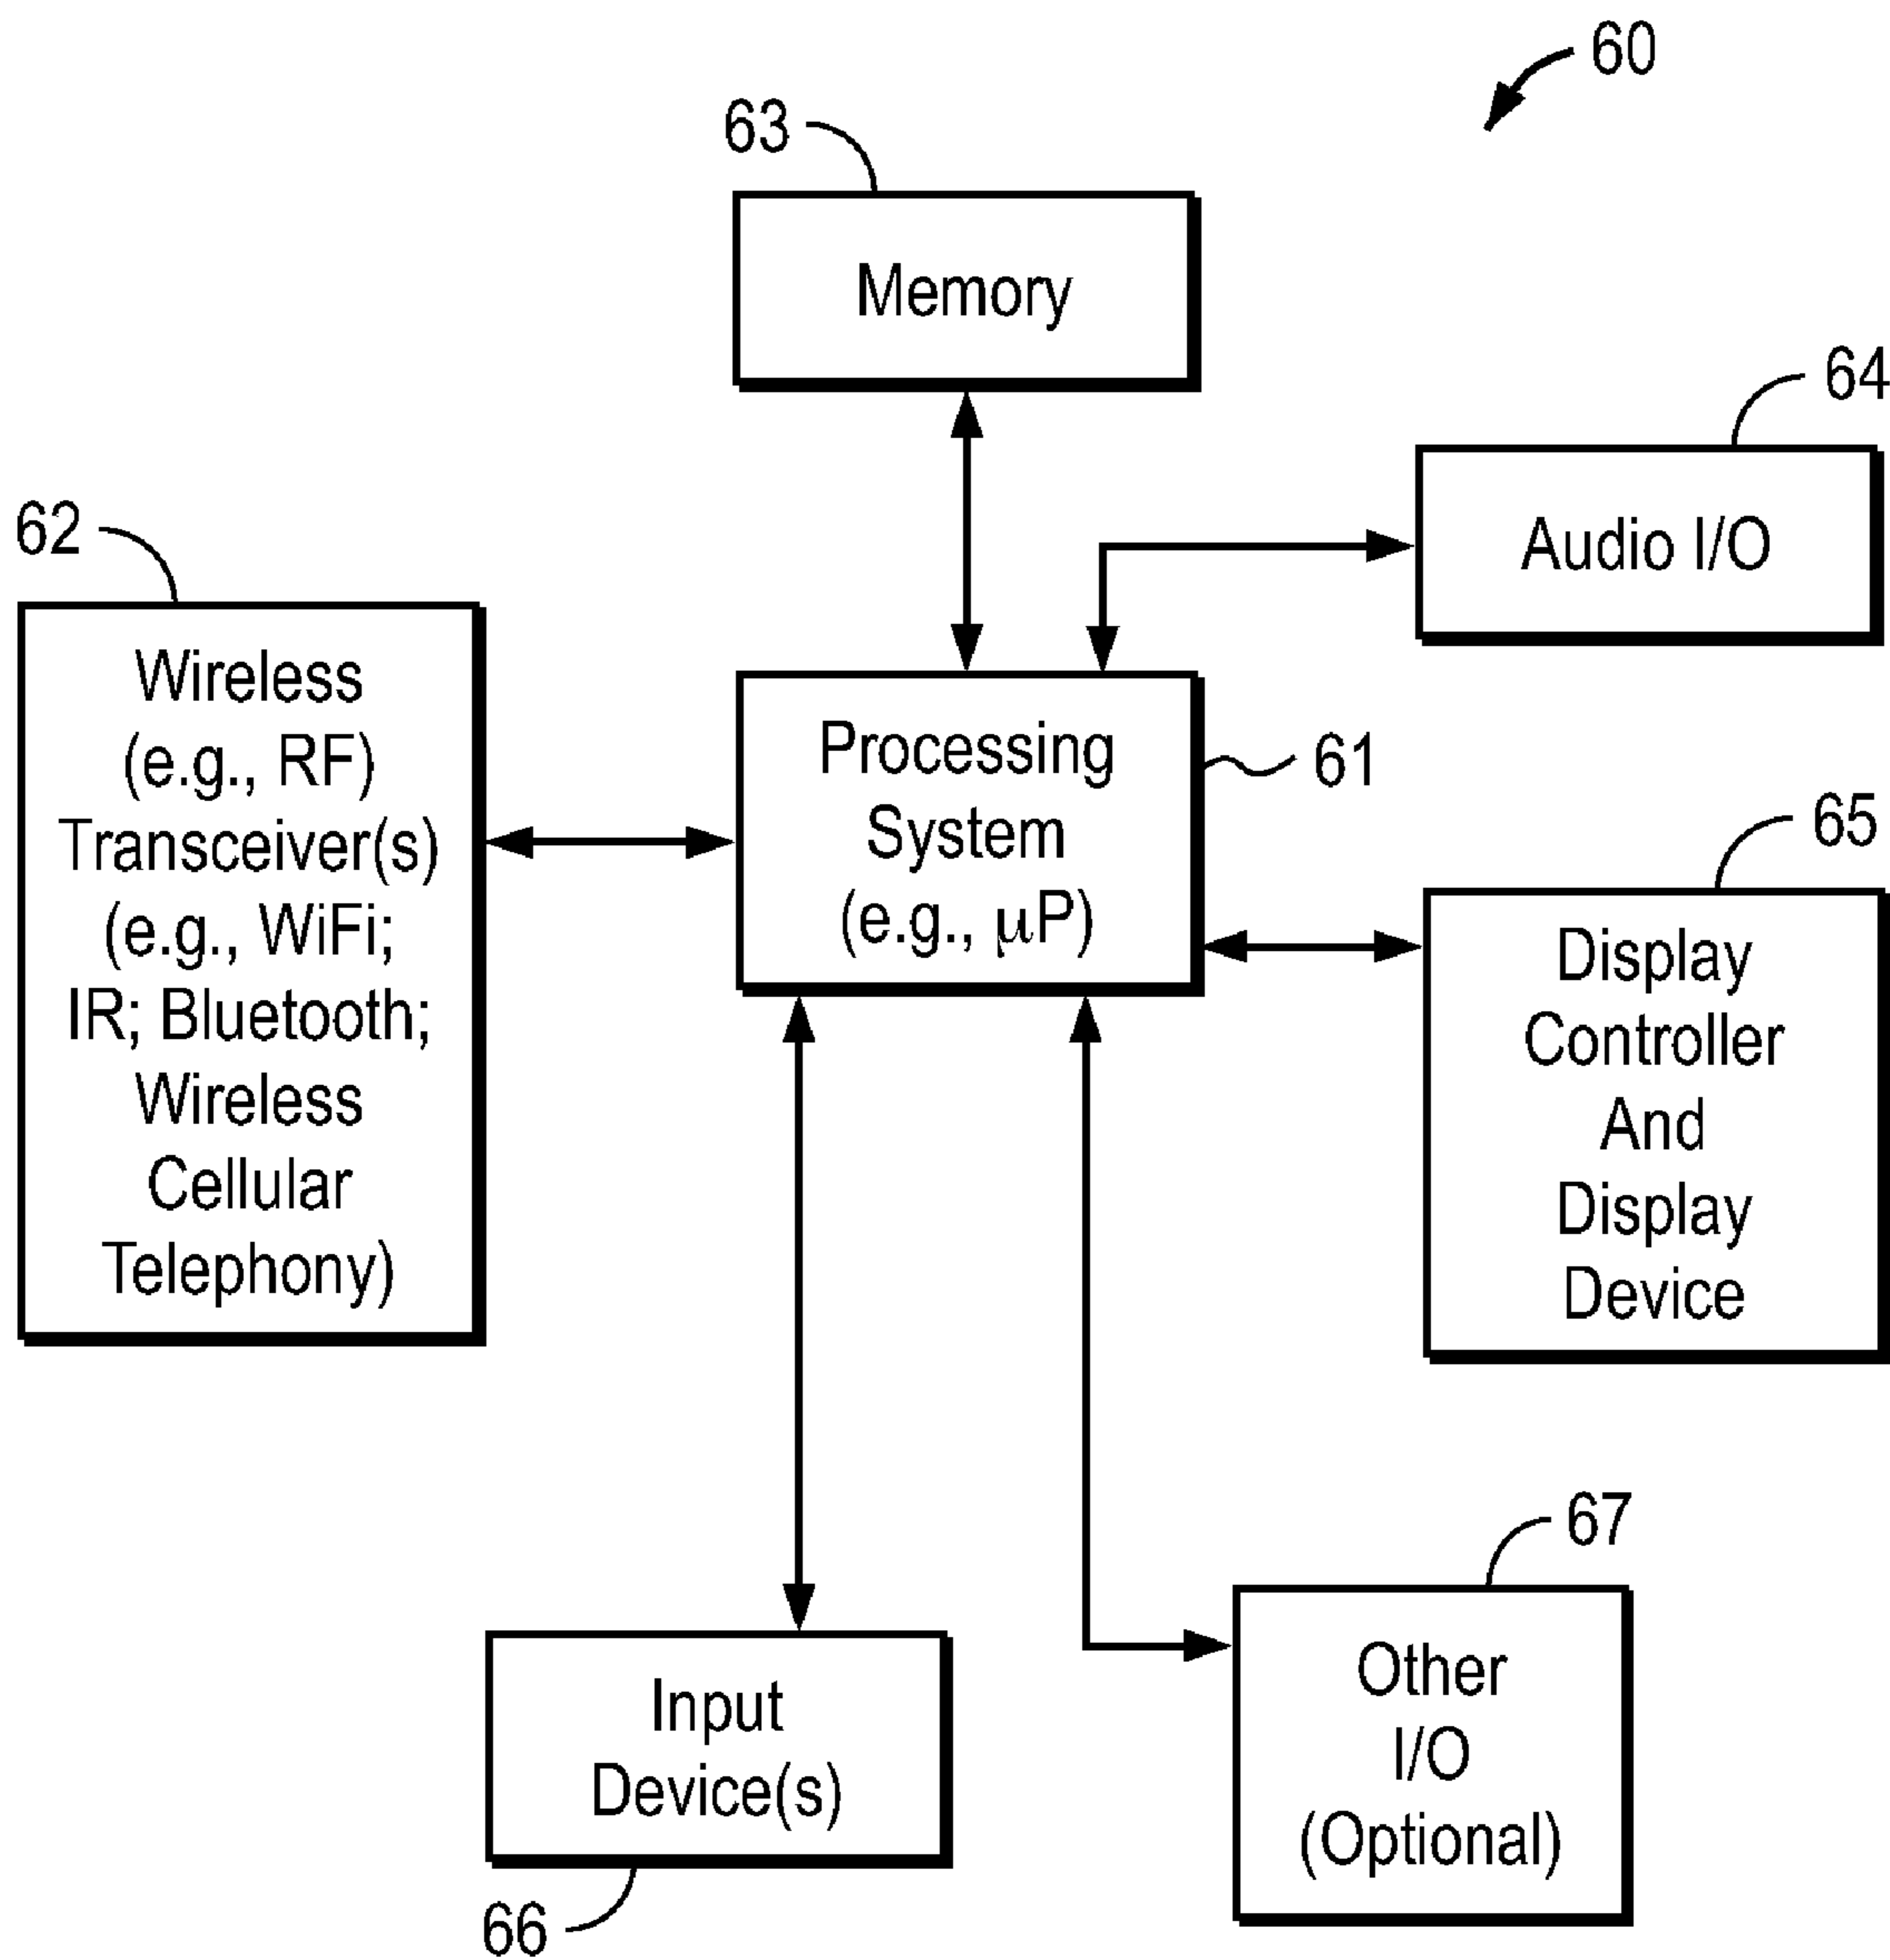 60
63
Memory
64
Audio I/O
62
Wireless
(e.g., RF)
Transceiver(s)
(e.g., WiFi;
IR; Bluetooth;
Wireless
Cellular
Telephony)
Processing
System
(e.g., µP)
61
65
Display
Controller
And
Display
Device
67
Other
I/O
(Optional)
Input
Device(s)
66